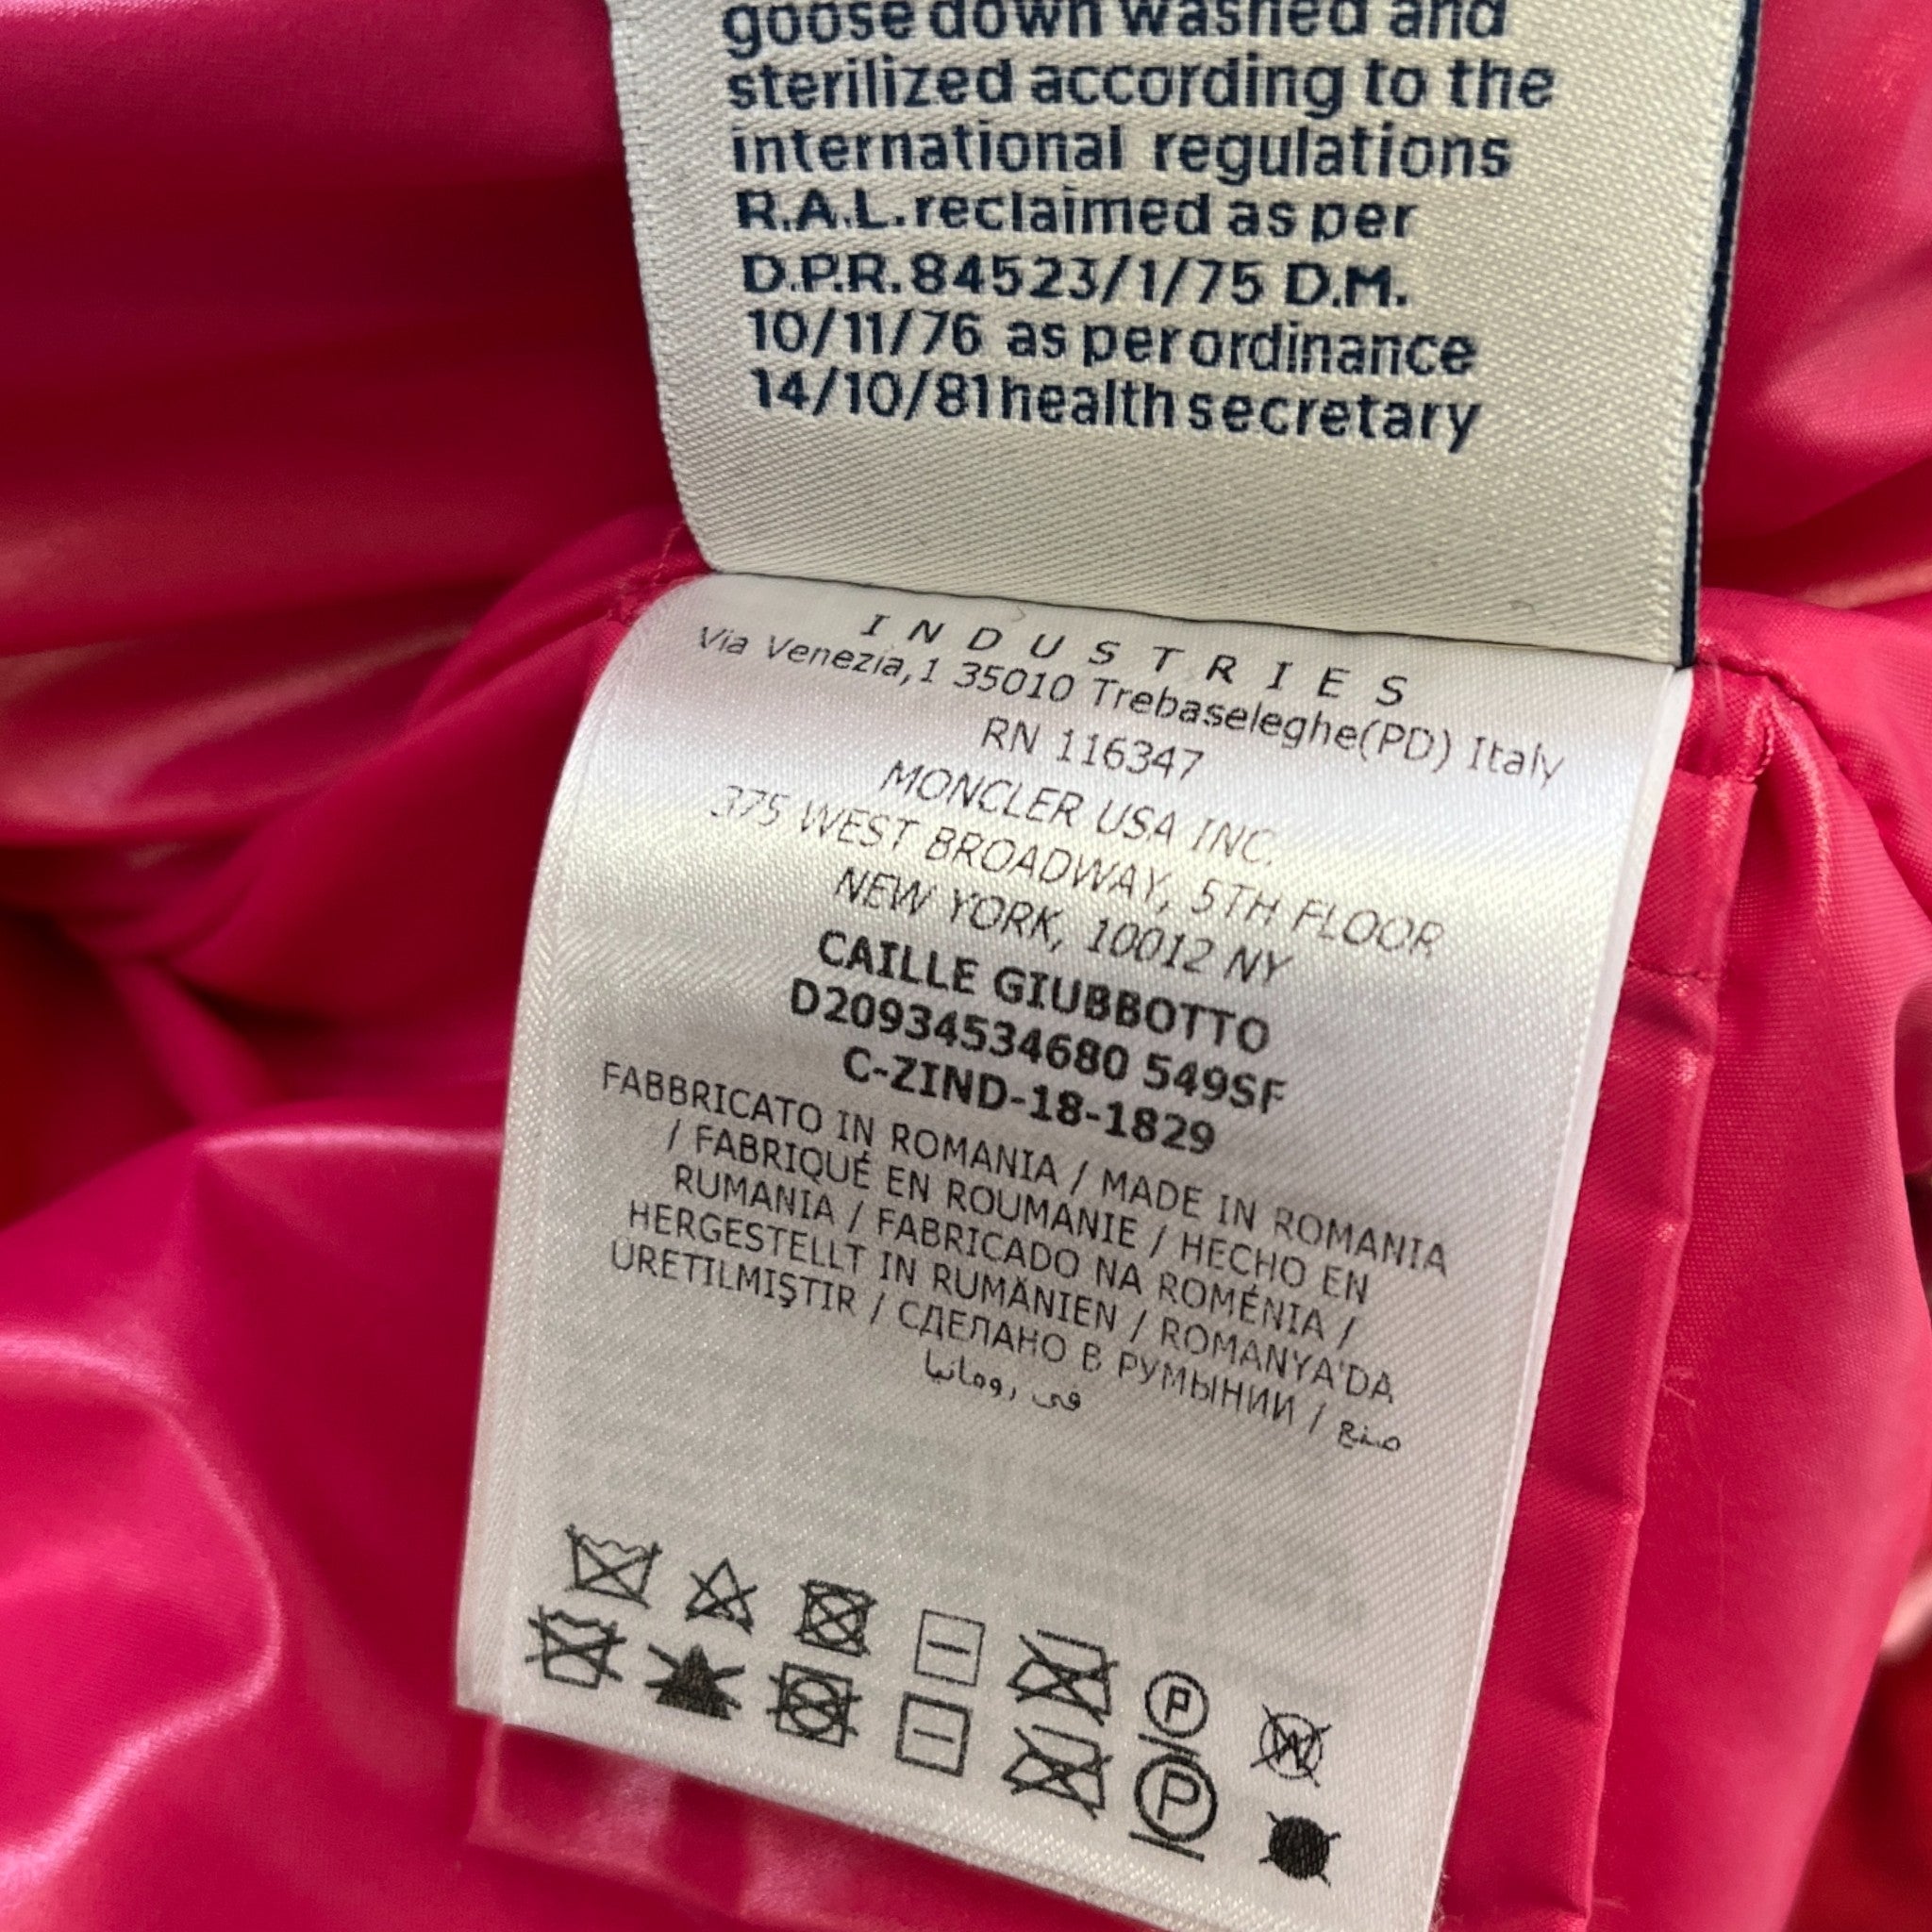 goose down washed and
sterilized according to the
international regulations
R.A.L. reclaimed as per
D.P.R. 84523/1/75 D.M.
10/11/76 as per ordinance
14/10/81 health secretary
INDUSTRIES
Via Venezia,1 35010 Trebaseleghe(PD) Italy
RN 116347
MONCLER USA INC.
375 WEST BROADWAY, 5TH FLOOR
NEW YORK, 10012 NY
CAILLE GIUBBOTTO
D20934534680 549SF
C-ZIND-18-1829
FABBRICATO IN ROMANIA / MADE IN ROMANIA
/ FABRIQUÉ EN ROUMANIE / HECHO EN
RUMANIA / FABRICADO NA ROMÉNIA /
HERGESTELLT IN RUMÄNIEN / ROMANYA'DA
ÜRETILMIŞTIR / СДЕЛАНО В РУМЫНИИ / صنع
في رومانيا
P
W
P